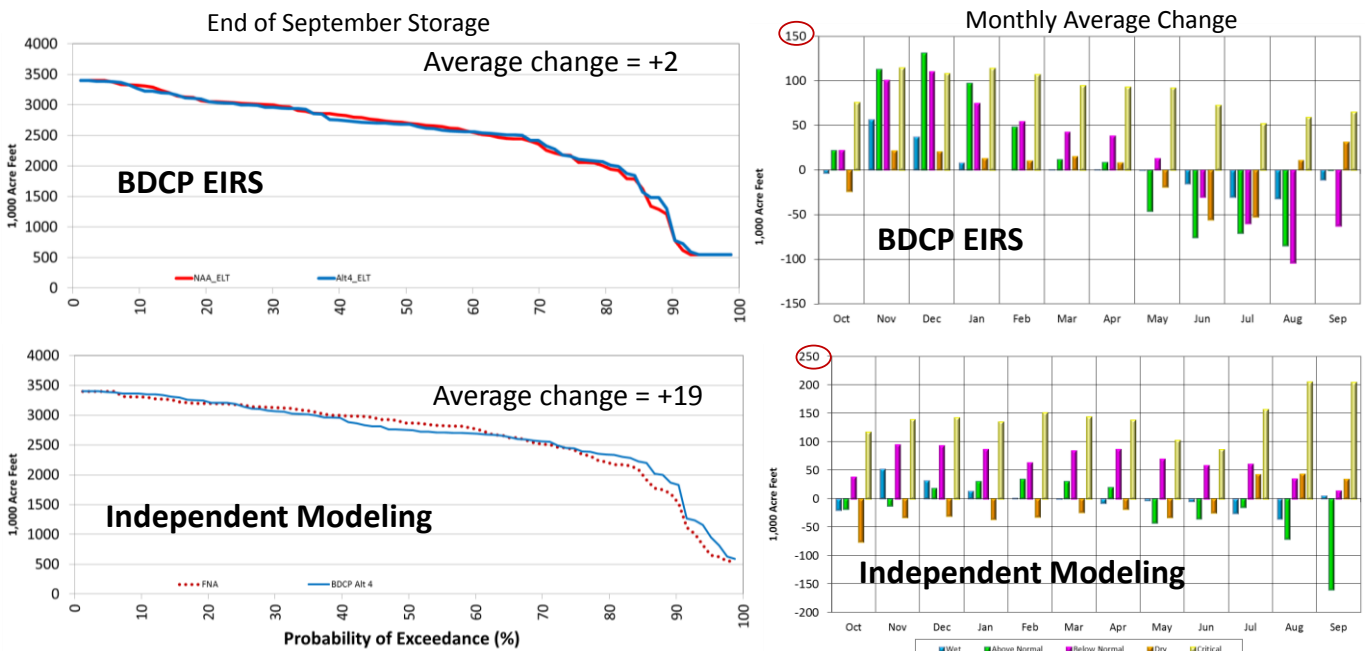 End of September Storage
Average change = +2
BDCP EIRS
1,000 Acre Feet
4000
3500
3000
2500
2000
1500
1000
500
0
0 10 20 30 40 50 60 70 80 90 100
NAA_ELT Alt4_ELT
Monthly Average Change
150
100
50
0
-50
-100
-150
1,000 Acre Feet
BDCP EIRS
Oct Nov Dec Jan Feb Mar Apr May Jun Jul Aug Sep
Average change = +19
Independent Modeling
1,000 Acre Feet
4000
3500
3000
2500
2000
1500
1000
500
0
0 10 20 30 40 50 60 70 80 90 100
FNA BDCP Alt 4
Probability of Exceedance (%)
250
200
150
100
50
0
-50
-100
-150
-200
1,000 Acre Feet
Independent Modeling
Oct Nov Dec Jan Feb Mar Apr May Jun Jul Aug Sep
Wet Above Normal Below Normal Dry Critical